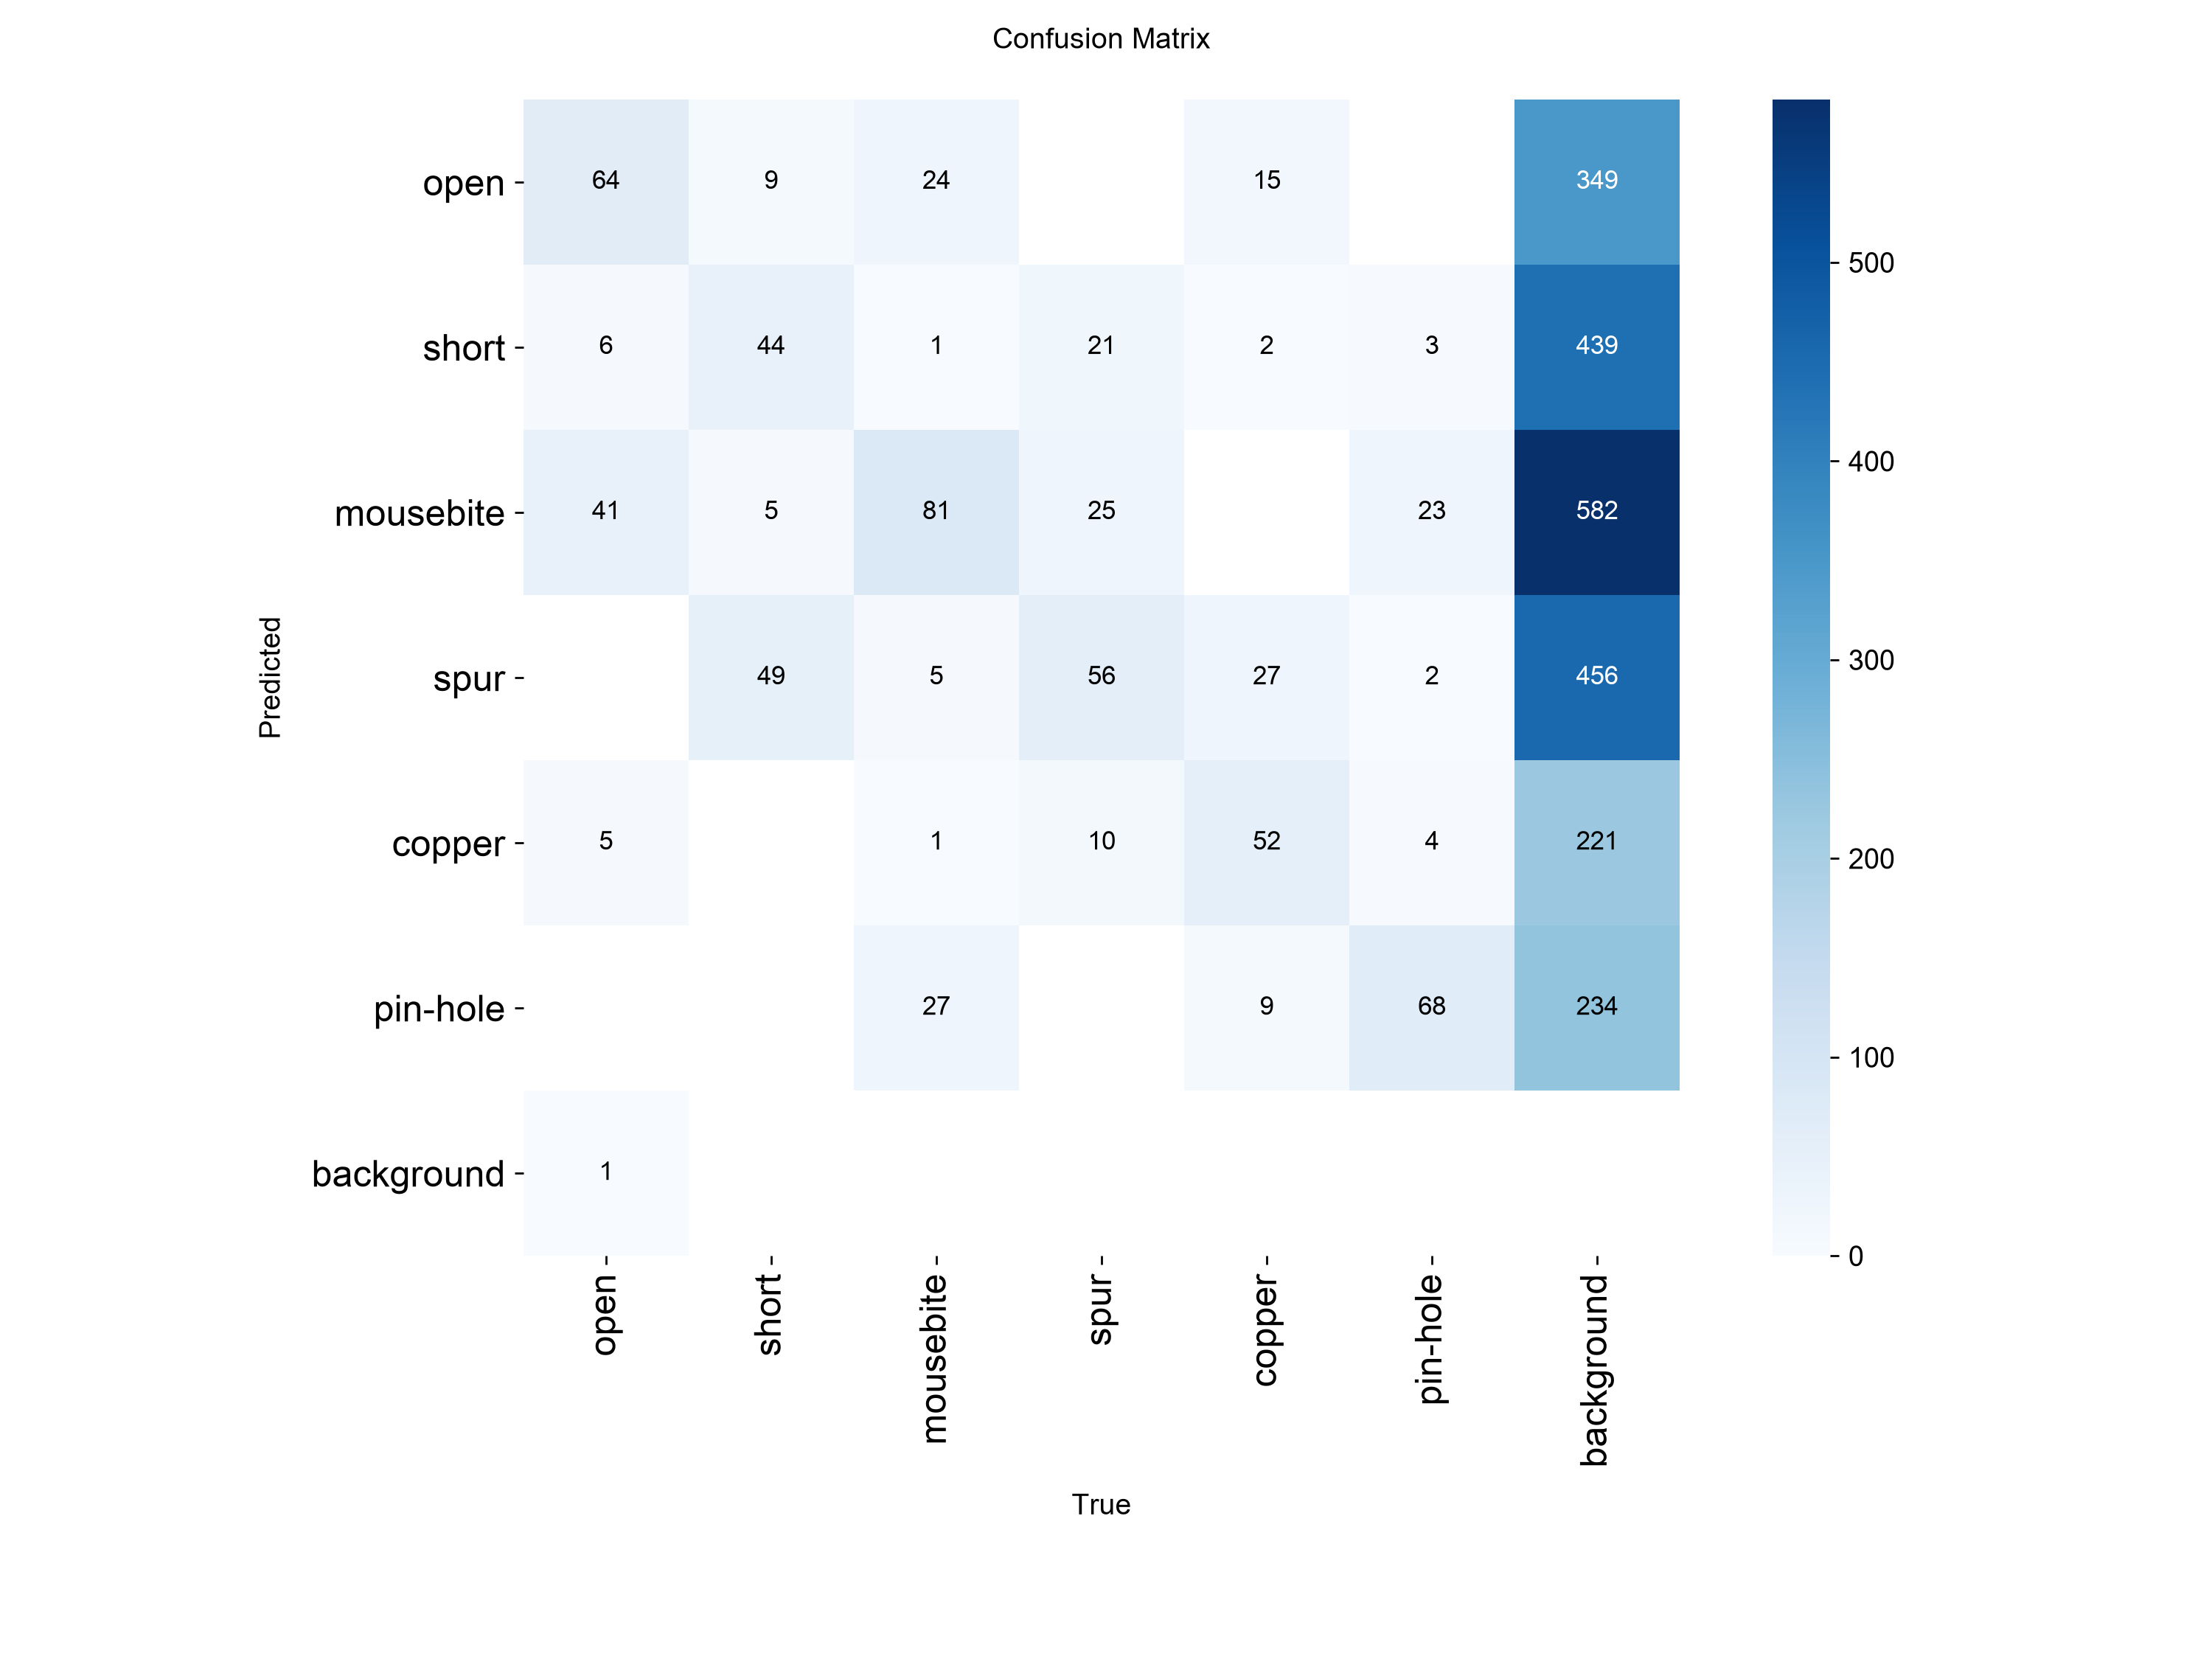 Confusion Matrix
open 64 9 24 15 349
short 6 44 1 21 2 3 439
mousebite 41 5 81 25 23 582
spur 49 5 56 27 2 456
copper 5 1 10 52 4 221
pin-hole 27 9 68 234
background 1
Predicted
open short mousebite spur copper pin-hole background
True
500
400
300
200
100
0